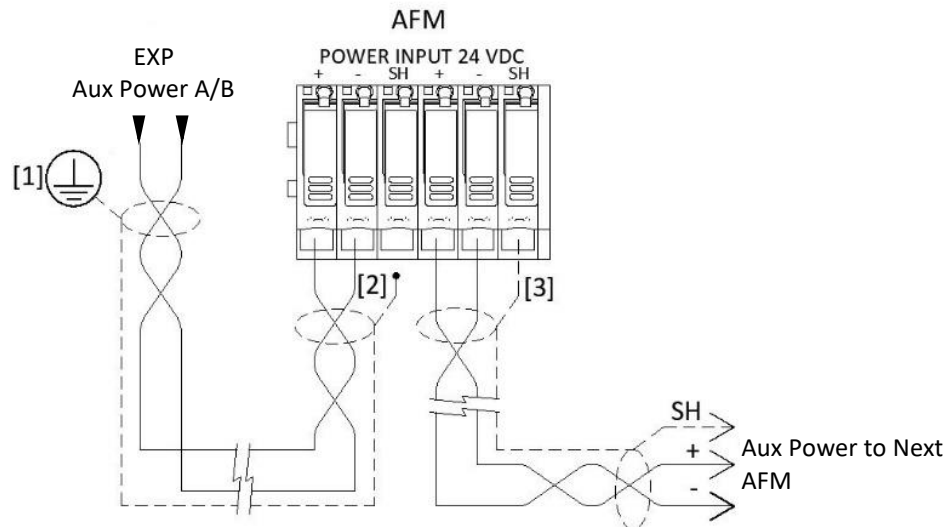 AFM
POWER INPUT 24 VDC
+ - SH + - SH
EXP
Aux Power A/B
[1]
[2]
[3]
SH
+
Aux Power to Next
AFM
-